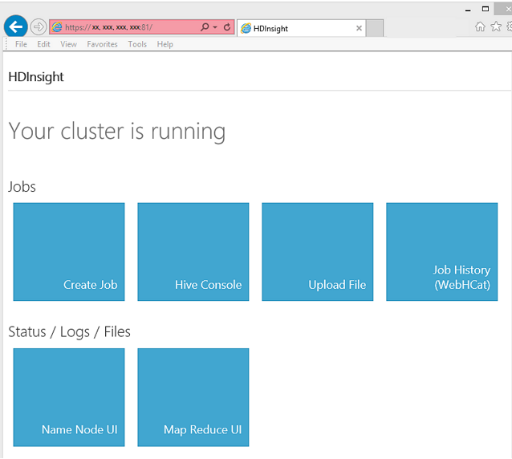 https://xx, xxx, xxx, xxx:81/
HDInsight
File Edit View Favorites Tools Help
HDInsight
Your cluster is running
Jobs
Create Job
Hive Console
Upload File
Job History
(WebHCat)
Status / Logs / Files
Name Node UI
Map Reduce UI